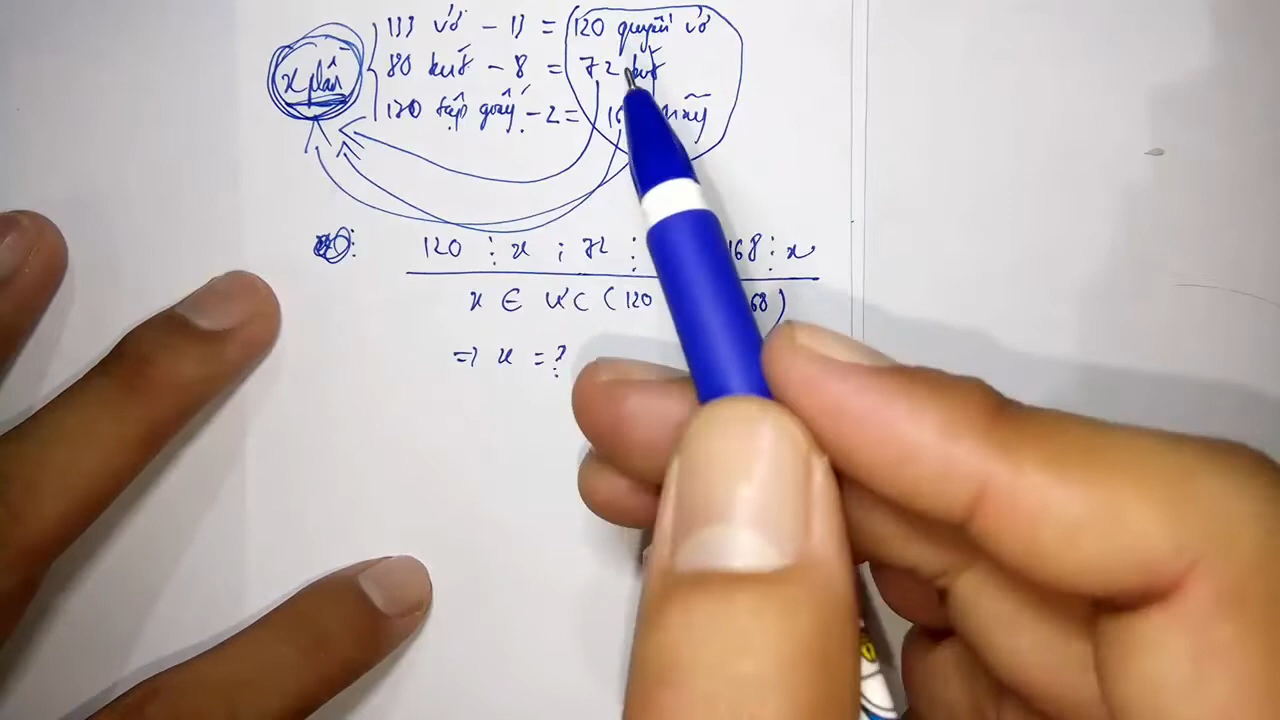 133 vở - 13 = 120 quyển vở
x phần
80 bút - 8 = 72 bút
170 tập giấy - 2 = 16
120 ⋮ x ; 72 ⋮ 168 ⋮ x
x ∈ ƯC (120 68)
=> x = ?